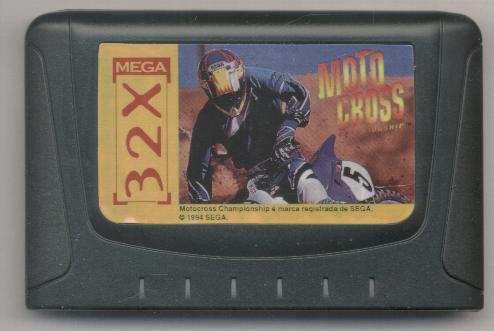 MEGA
32X
MOTO
CROSS
5
Motocross Championship é marca registrada de SEGA.
© 1994 SEGA.